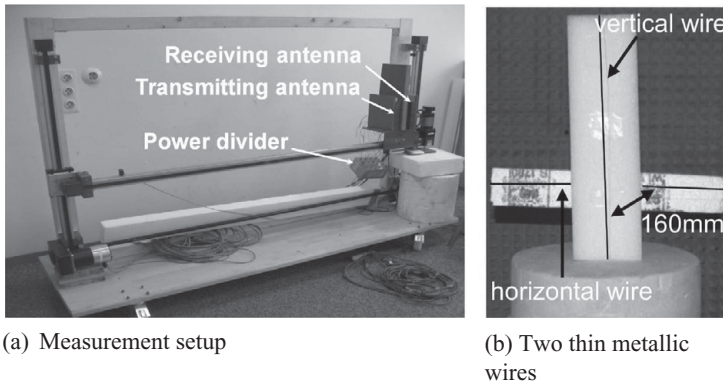 Receiving antenna
Transmitting antenna
Power divider
vertical wire
160mm
horizontal wire
(a) Measurement setup
(b) Two thin metallic
wires